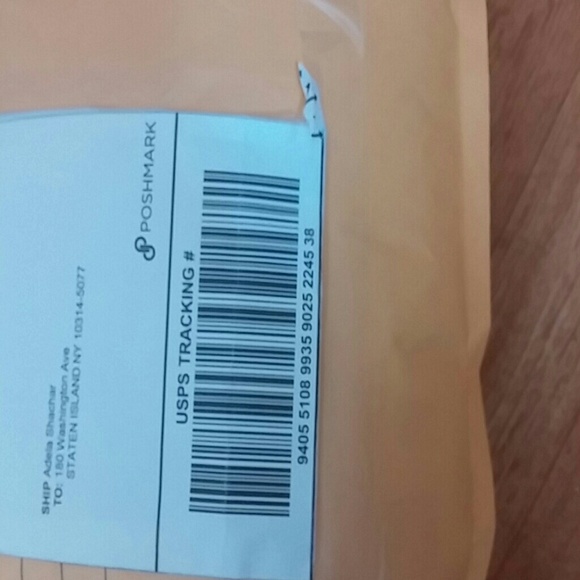 SHIP Adela Shachar
TO: 180 Washington Ave
STATEN ISLAND NY 10314-5077
POSHMARK
USPS TRACKING #
9405 5108 9935 9025 2245 38